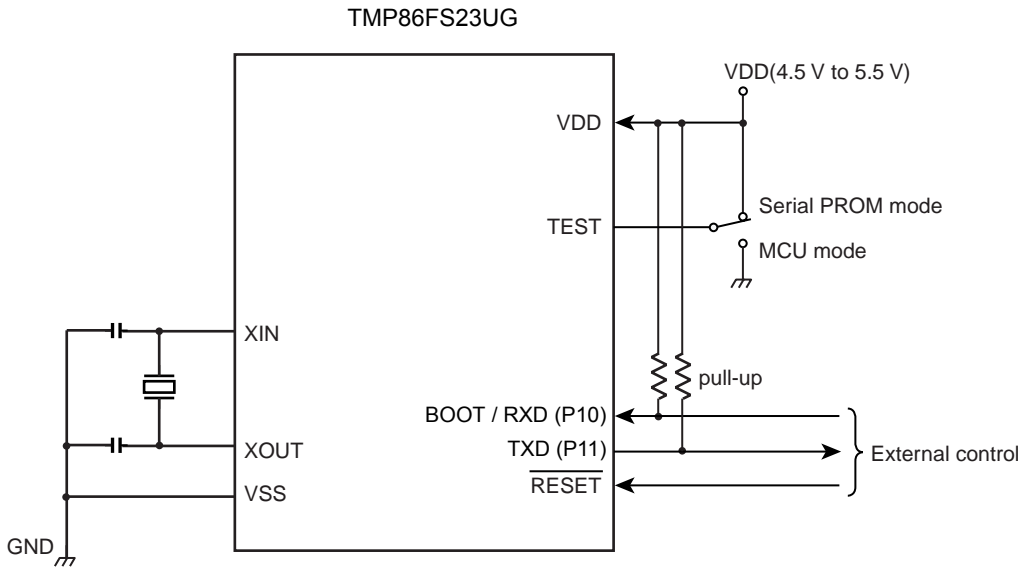 TMP86FS23UG
VDD(4.5 V to 5.5 V)
VDD
Serial PROM mode
TEST
MCU mode
XIN
pull-up
BOOT / RXD (P10)
XOUT
TXD (P11)
External control
RESET
VSS
GND